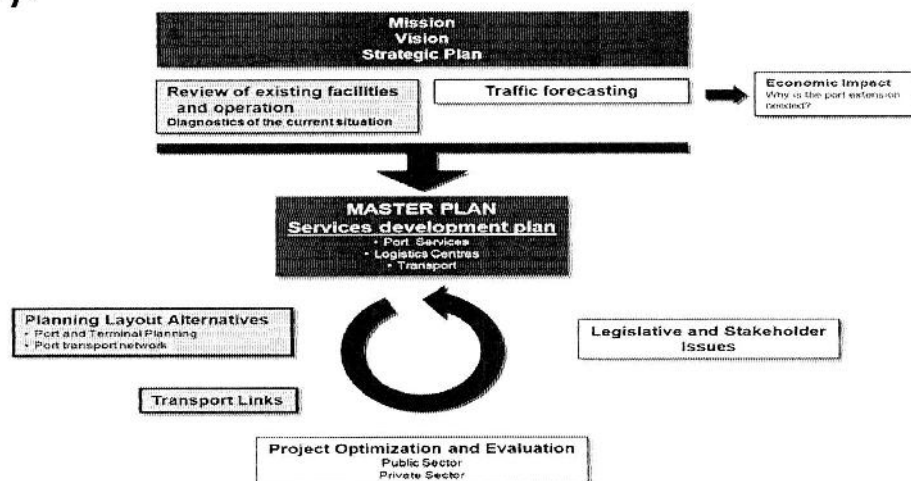 Mission
Vision
Strategic Plan
Review of existing facilities
and operation
Diagnostics of the current situation
Traffic forecasting
Economic Impact
Why is the port extension
needed?
MASTER PLAN
Services development plan
• Port Services
• Logistics Centres
• Transport
Planning Layout Alternatives
• Port and Terminal Planning
• Port transport network
Legislative and Stakeholder
Issues
Transport Links
Project Optimization and Evaluation
Public Sector
Private Sector